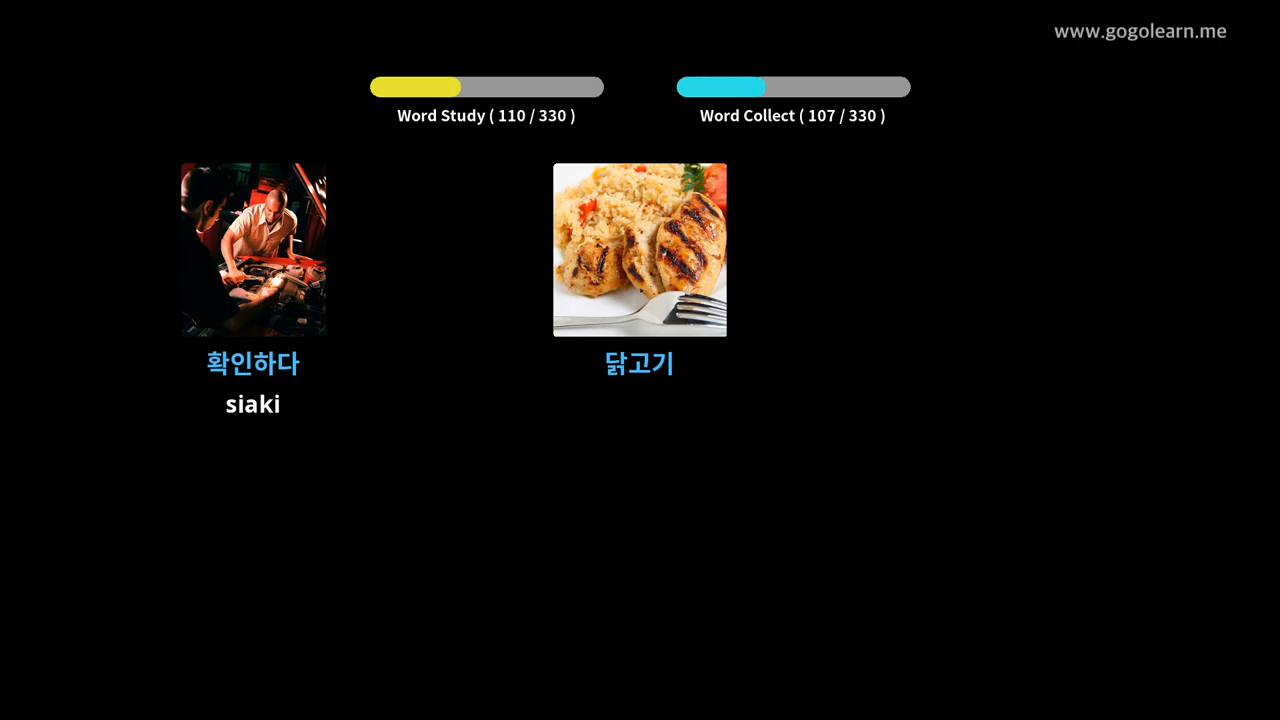 www.gogolearn.me
Word Study ( 110 / 330 )
Word Collect ( 107 / 330 )
확인하다
siaki
닭고기